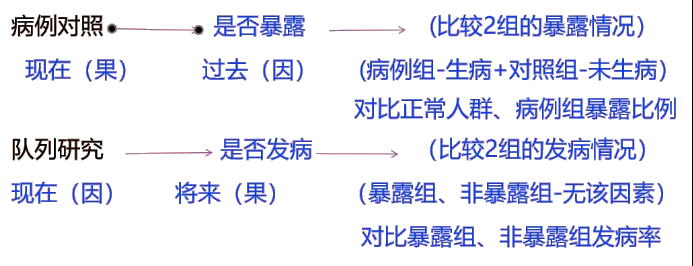 病例对照 是否暴露 （比较2组的暴露情况）
现在（果） 过去（因） （病例组-生病+对照组-未生病）
对比正常人群、病例组暴露比例
队列研究 是否发病 （比较2组的发病情况）
现在（因） 将来（果） （暴露组、非暴露组-无该因素）
对比暴露组、非暴露组发病率